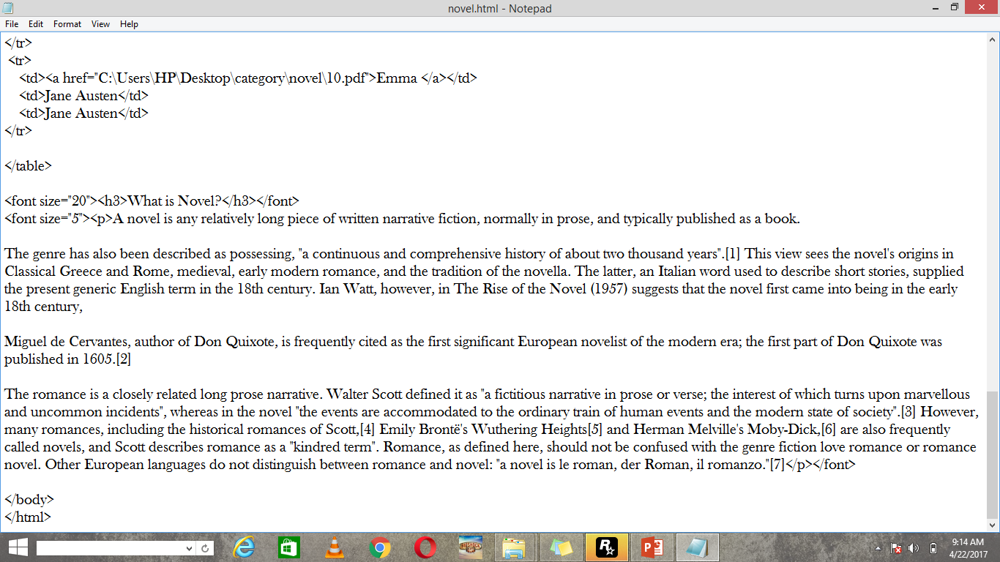 novel.html - Notepad
File Edit Format View Help
</tr>
<tr>
<td><a href="C:\Users\HP\Desktop\category\novel\10.pdf">Emma </a></td>
<td>Jane Austen</td>
<td>Jane Austen</td>
</tr>
</table>
<font size="20"><h3>What is Novel?</h3></font>
<font size="5"><p>A novel is any relatively long piece of written narrative fiction, normally in prose, and typically published as a book.
The genre has also been described as possessing, "a continuous and comprehensive history of about two thousand years".[1] This view sees the novel's origins in
Classical Greece and Rome, medieval, early modern romance, and the tradition of the novella. The latter, an Italian word used to describe short stories, supplied
the present generic English term in the 18th century. Ian Watt, however, in The Rise of the Novel (1957) suggests that the novel first came into being in the early
18th century,
Miguel de Cervantes, author of Don Quixote, is frequently cited as the first significant European novelist of the modern era; the first part of Don Quixote was
published in 1605.[2]
The romance is a closely related long prose narrative. Walter Scott defined it as "a fictitious narrative in prose or verse; the interest of which turns upon marvellous
and uncommon incidents", whereas in the novel "the events are accommodated to the ordinary train of human events and the modern state of society".[3] However,
many romances, including the historical romances of Scott,[4] Emily Brontë's Wuthering Heights[5] and Herman Melville's Moby-Dick,[6] are also frequently
called novels, and Scott describes romance as a "kindred term". Romance, as defined here, should not be confused with the genre fiction love romance or romance
novel. Other European languages do not distinguish between romance and novel: "a novel is le roman, der Roman, il romanzo."[7]</p></font>
</body>
</html>
9:14 AM
4/22/2017